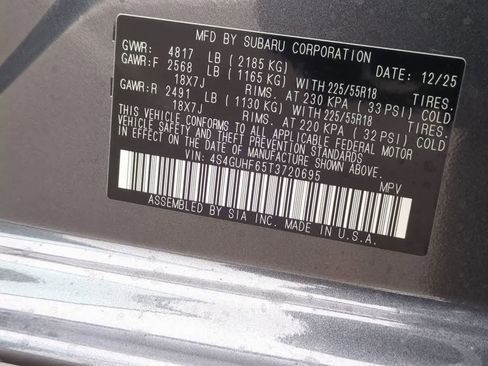 MFD BY SUBARU CORPORATION DATE: 12/25
GVWR: 4817 LB ( 2185 KG)
GAWR:F 2568 LB ( 1165 KG) WITH 225/55R18 TIRES.
18X7J RIMS. AT 230 KPA ( 33 PSI) COLD
GAWR:R 2491 LB ( 1130 KG) WITH 225/55R18 TIRES.
18X7J RIMS. AT 220 KPA ( 32 PSI) COLD
THIS VEHICLE CONFORMS TO ALL APPLICABLE FEDERAL MOTOR
VEHICLE SAFETY AND THEFT PREVENTION STANDARDS
IN EFFECT ON THE DATE OF MANUFACTURE SHOWN ABOVE.
VIN: 4S4GUHF65T3720695 MPV
ASSEMBLED BY SIA INC. MADE IN U.S.A.